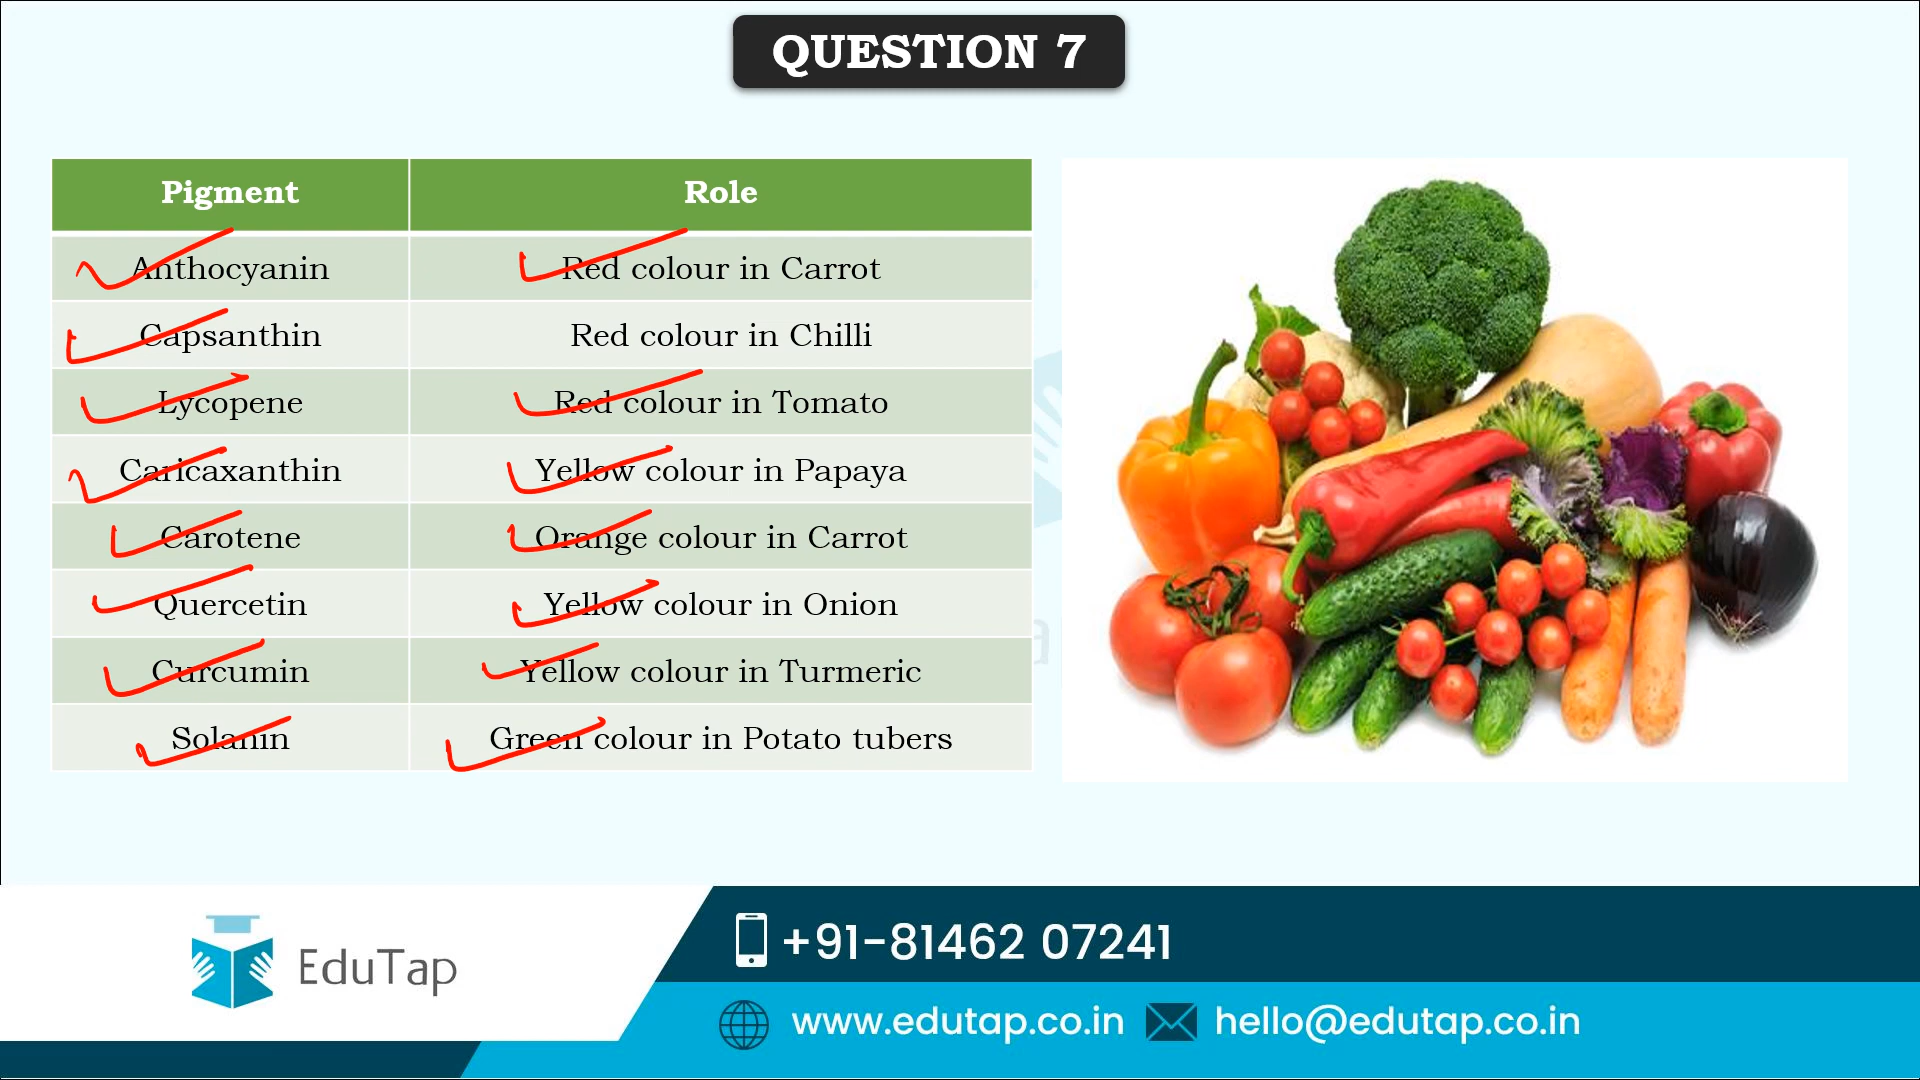 QUESTION 7
Pigment Role
Anthocyanin Red colour in Carrot
Capsanthin Red colour in Chilli
Lycopene Red colour in Tomato
Caricaxanthin Yellow colour in Papaya
Carotene Orange colour in Carrot
Quercetin Yellow colour in Onion
Curcumin Yellow colour in Turmeric
Solanin Green colour in Potato tubers
EduTap
+91-81462 07241
www.edutap.co.in hello@edutap.co.in